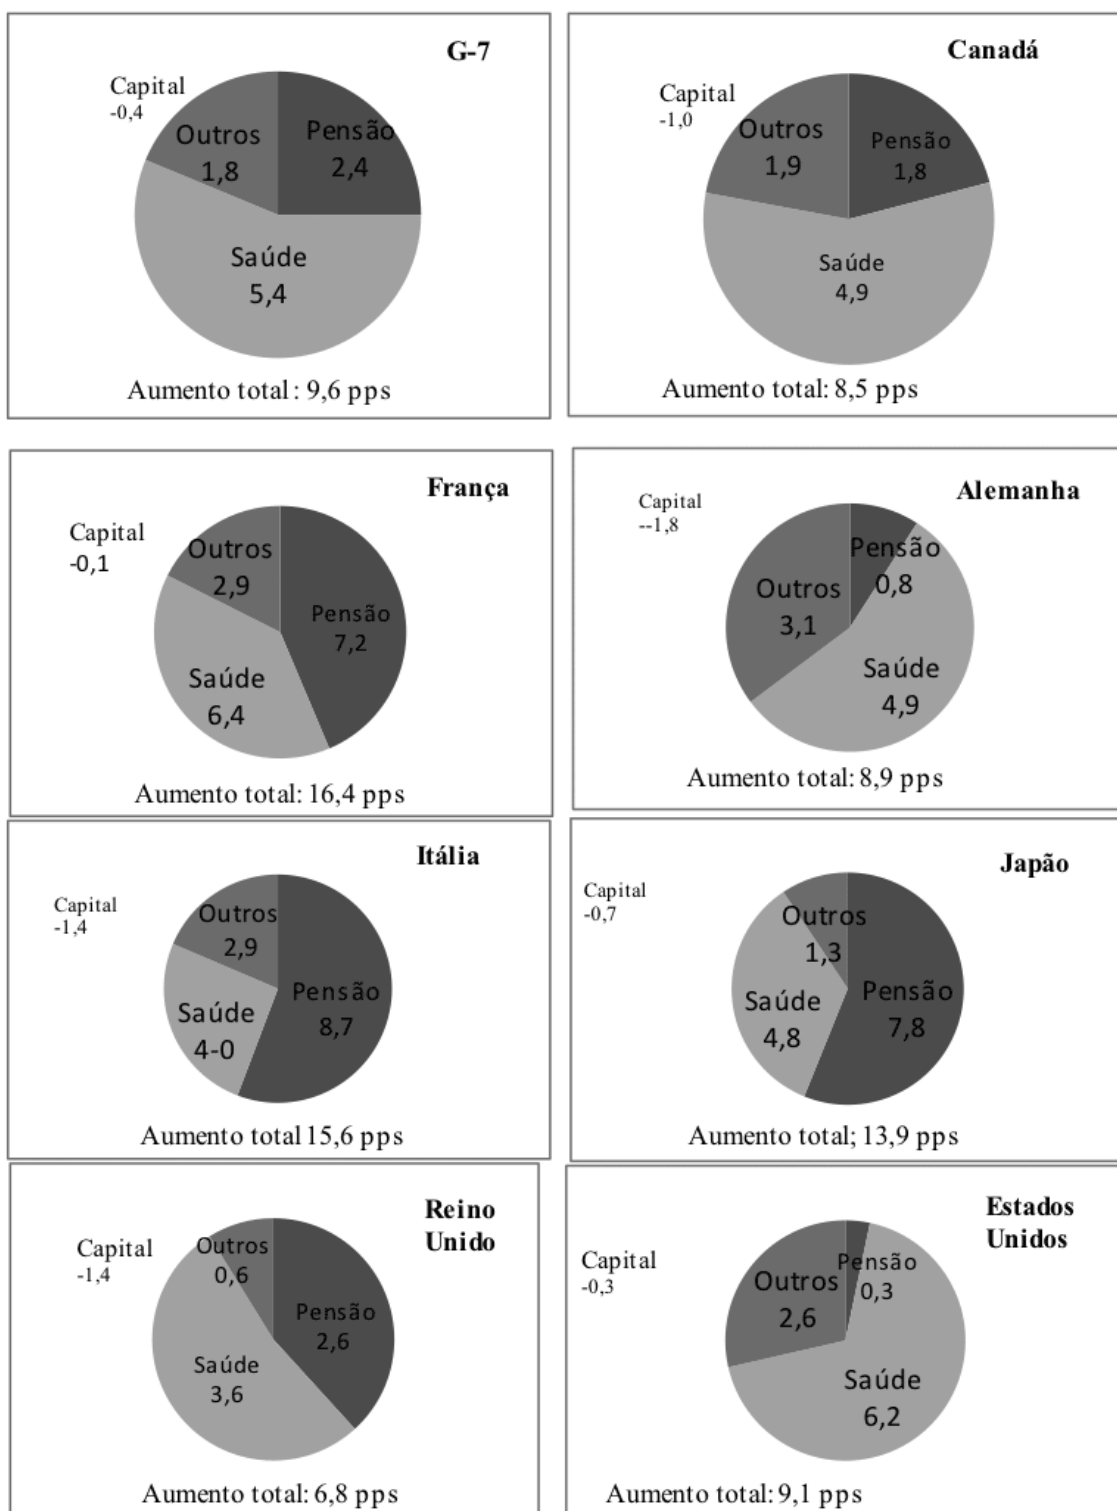 G-7
Capital
-0,4
Outros
1,8
Pensão
2,4
Saúde
5,4
Aumento total: 9,6 pps
Canadá
Capital
-1,0
Outros
1,9
Pensão
1,8
Saúde
4,9
Aumento total: 8,5 pps
França
Capital
-0,1
Outros
2,9
Pensão
7,2
Saúde
6,4
Aumento total: 16,4 pps
Alemanha
Capital
--1,8
Pensão
0,8
Outros
3,1
Saúde
4,9
Aumento total: 8,9 pps
Itália
Capital
-1,4
Outros
2,9
Pensão
8,7
Saúde
4-0
Aumento total 15,6 pps
Japão
Capital
-0,7
Outros
1,3
Saúde
4,8
Pensão
7,8
Aumento total; 13,9 pps
Reino
Unido
Capital
-1,4
Outros
0,6
Pensão
2,6
Saúde
3,6
Aumento total: 6,8 pps
Estados
Unidos
Capital
-0,3
Pensão
0,3
Outros
2,6
Saúde
6,2
Aumento total: 9,1 pps